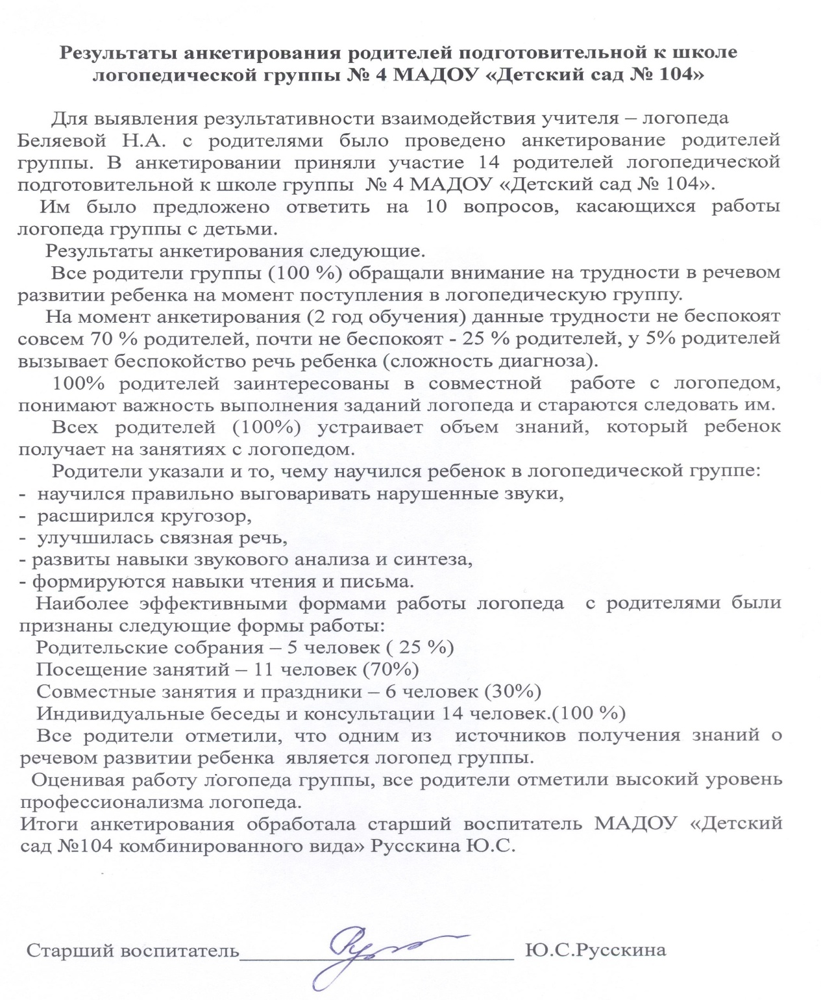 Результаты анкетирования родителей подготовительной к школе
логопедической группы № 4 МАДОУ «Детский сад № 104»
Для выявления результативности взаимодействия учителя – логопеда
Беляевой Н.А. с родителями было проведено анкетирование родителей
группы. В анкетировании приняли участие 14 родителей логопедической
подготовительной к школе группы № 4 МАДОУ «Детский сад № 104».
Им было предложено ответить на 10 вопросов, касающихся работы
логопеда группы с детьми.
Результаты анкетирования следующие.
Все родители группы (100 %) обращали внимание на трудности в речевом
развитии ребенка на момент поступления в логопедическую группу.
На момент анкетирования (2 год обучения) данные трудности не беспокоят
совсем 70 % родителей, почти не беспокоят - 25 % родителей, у 5% родителей
вызывает беспокойство речь ребенка (сложность диагноза).
100% родителей заинтересованы в совместной работе с логопедом,
понимают важность выполнения заданий логопеда и стараются следовать им.
Всех родителей (100%) устраивает объем знаний, который ребенок
получает на занятиях с логопедом.
Родители указали и то, чему научился ребенок в логопедической группе:
- научился правильно выговаривать нарушенные звуки,
- расширился кругозор,
- улучшилась связная речь,
- развиты навыки звукового анализа и синтеза,
- формируются навыки чтения и письма.
Наиболее эффективными формами работы логопеда с родителями были
признаны следующие формы работы:
Родительские собрания – 5 человек ( 25 %)
Посещение занятий – 11 человек (70%)
Совместные занятия и праздники – 6 человек (30%)
Индивидуальные беседы и консультации 14 человек.(100 %)
Все родители отметили, что одним из источников получения знаний о
речевом развитии ребенка является логопед группы.
Оценивая работу логопеда группы, все родители отметили высокий уровень
профессионализма логопеда.
Итоги анкетирования обработала старший воспитатель МАДОУ «Детский
сад №104 комбинированного вида» Русскина Ю.С.
Старший воспитатель__________________________ Ю.С.Русскина